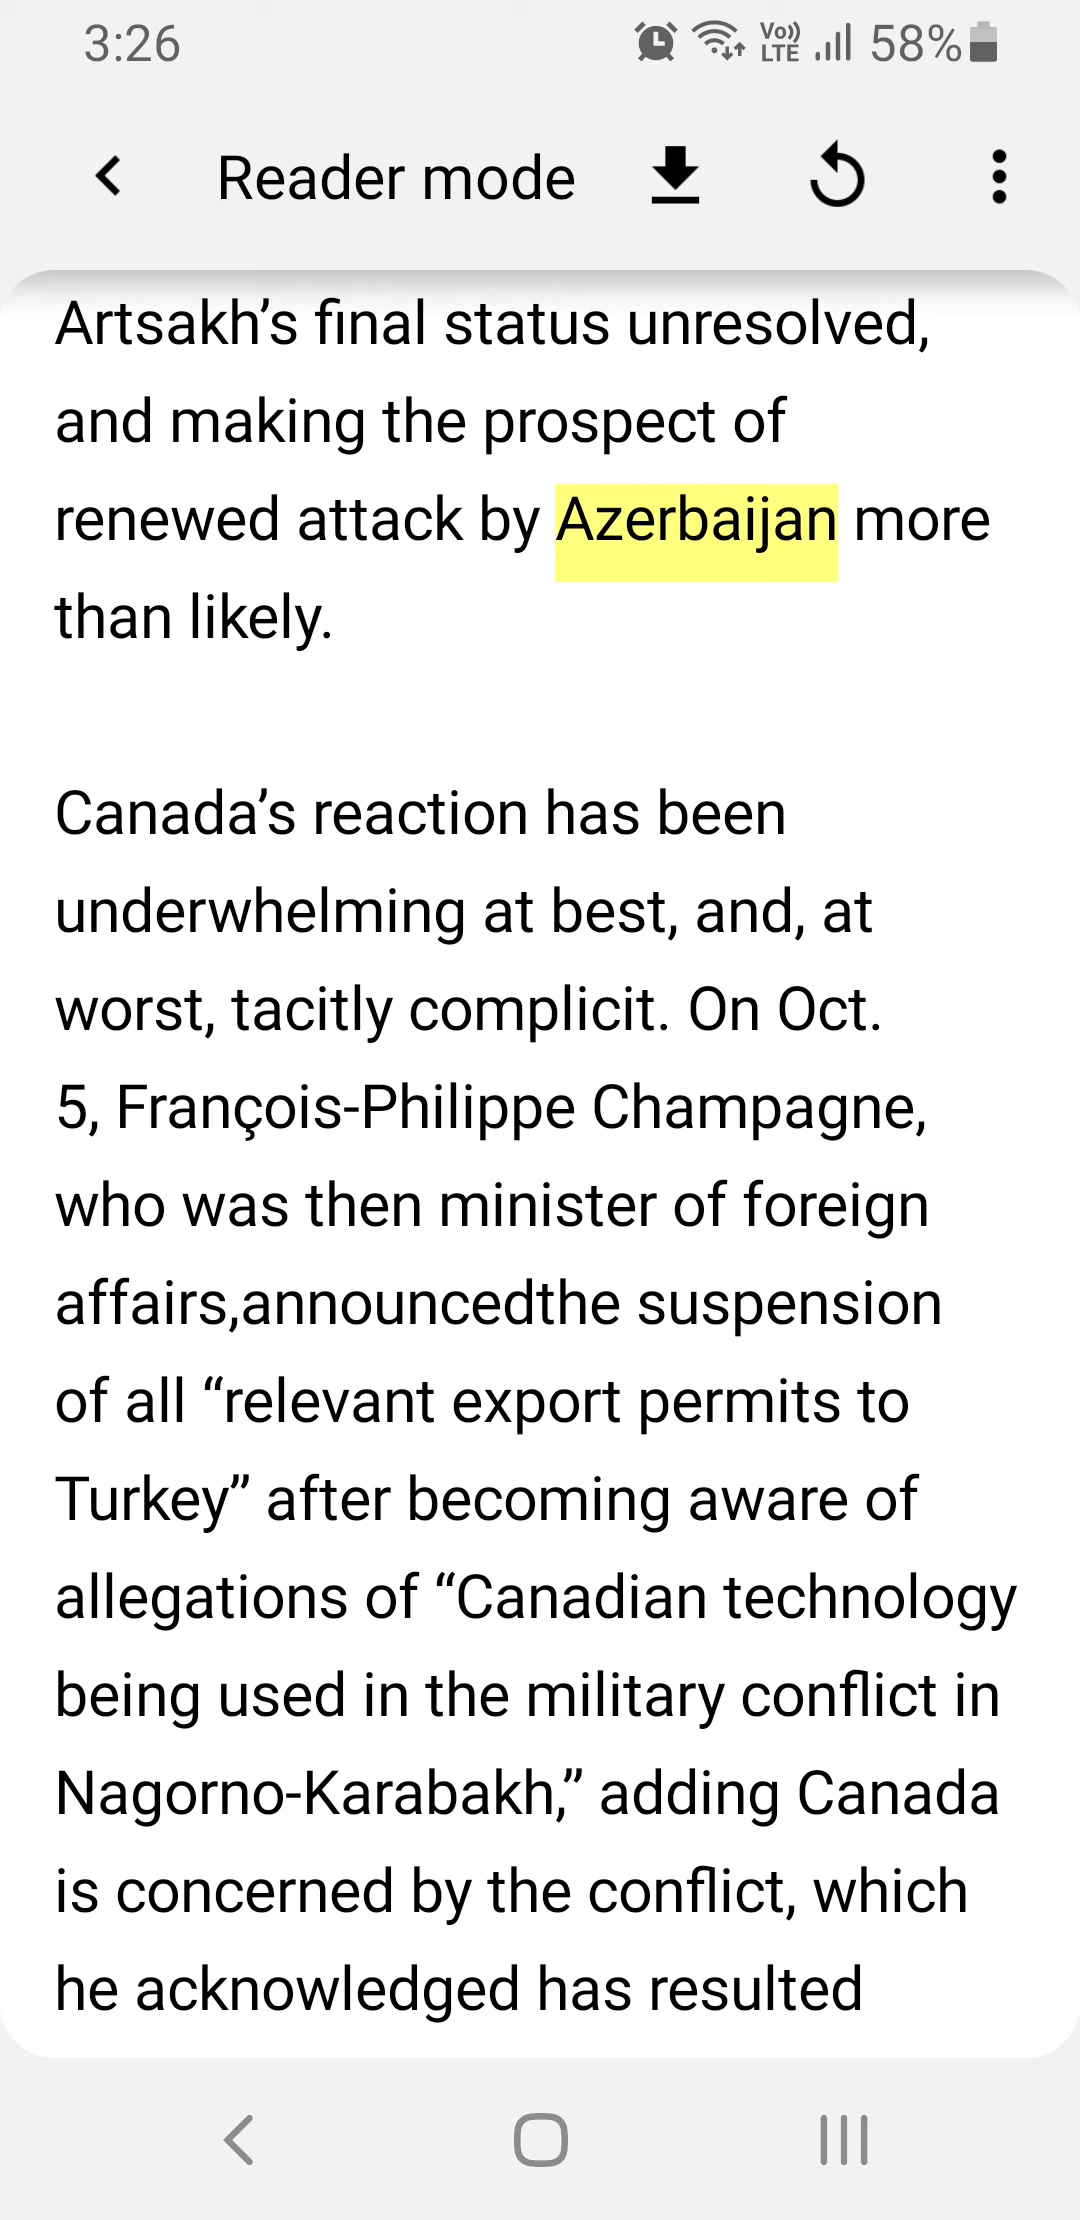 3:26 Vo)) LTE 58%
Reader mode
Artsakh’s final status unresolved,
and making the prospect of
renewed attack by Azerbaijan more
than likely.
Canada’s reaction has been
underwhelming at best, and, at
worst, tacitly complicit. On Oct.
5, François-Philippe Champagne,
who was then minister of foreign
affairs,announcedthe suspension
of all “relevant export permits to
Turkey” after becoming aware of
allegations of “Canadian technology
being used in the military conflict in
Nagorno-Karabakh,” adding Canada
is concerned by the conflict, which
he acknowledged has resulted